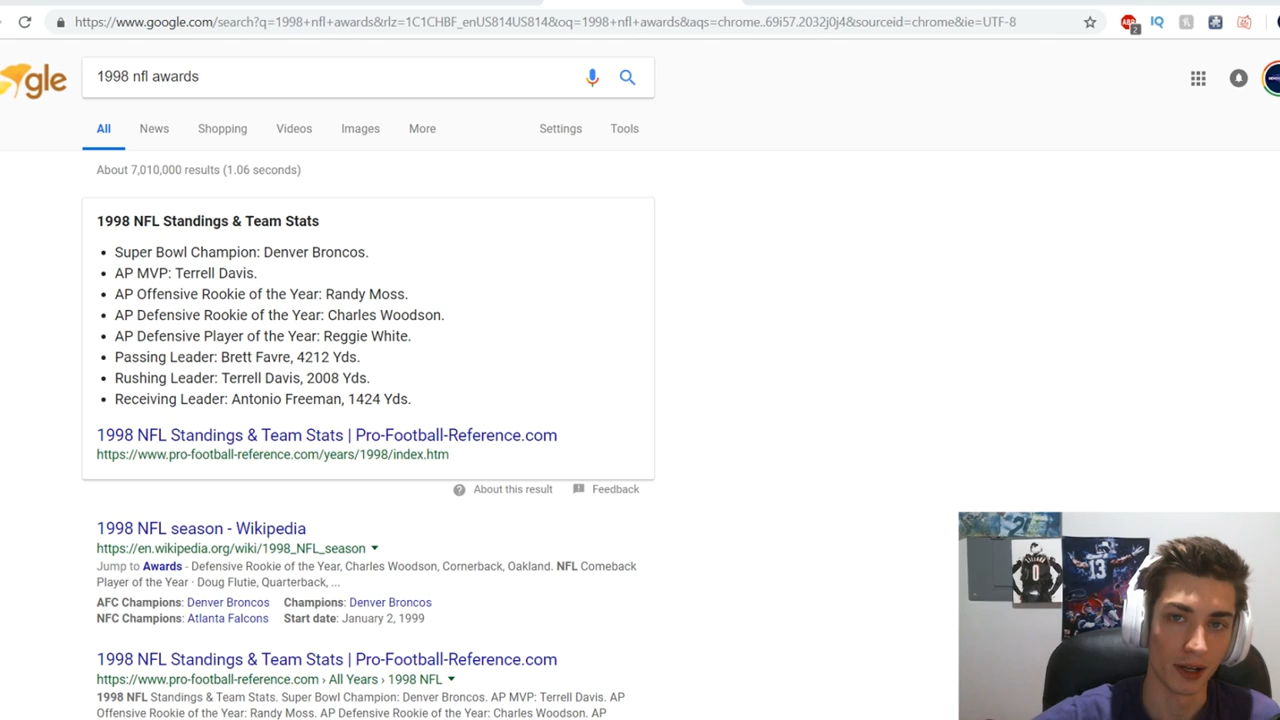 https://www.google.com/search?q=1998+nfl+awards&rlz=1C1CHBF_enUS814US814&oq=1998+nfl+awards&aqs=chrome..69i57.2032j0j4&sourceid=chrome&ie=UTF-8
ABP
2
IQ
gle
1998 nfl awards
All
News
Shopping
Videos
Images
More
Settings
Tools
About 7,010,000 results (1.06 seconds)
1998 NFL Standings & Team Stats
• Super Bowl Champion: Denver Broncos.
• AP MVP: Terrell Davis.
• AP Offensive Rookie of the Year: Randy Moss.
• AP Defensive Rookie of the Year: Charles Woodson.
• AP Defensive Player of the Year: Reggie White.
• Passing Leader: Brett Favre, 4212 Yds.
• Rushing Leader: Terrell Davis, 2008 Yds.
• Receiving Leader: Antonio Freeman, 1424 Yds.
1998 NFL Standings & Team Stats | Pro-Football-Reference.com
https://www.pro-football-reference.com/years/1998/index.htm
About this result
Feedback
1998 NFL season - Wikipedia
https://en.wikipedia.org/wiki/1998_NFL_season
Jump to Awards - Defensive Rookie of the Year, Charles Woodson, Cornerback, Oakland. NFL Comeback
Player of the Year · Doug Flutie, Quarterback, ...
AFC Champions: Denver Broncos Champions: Denver Broncos
NFC Champions: Atlanta Falcons Start date: January 2, 1999
1998 NFL Standings & Team Stats | Pro-Football-Reference.com
https://www.pro-football-reference.com › All Years › 1998 NFL
1998 NFL Standings & Team Stats. Super Bowl Champion: Denver Broncos. AP MVP: Terrell Davis. AP
Offensive Rookie of the Year: Randy Moss. AP Defensive Rookie of the Year: Charles Woodson. AP
0
13